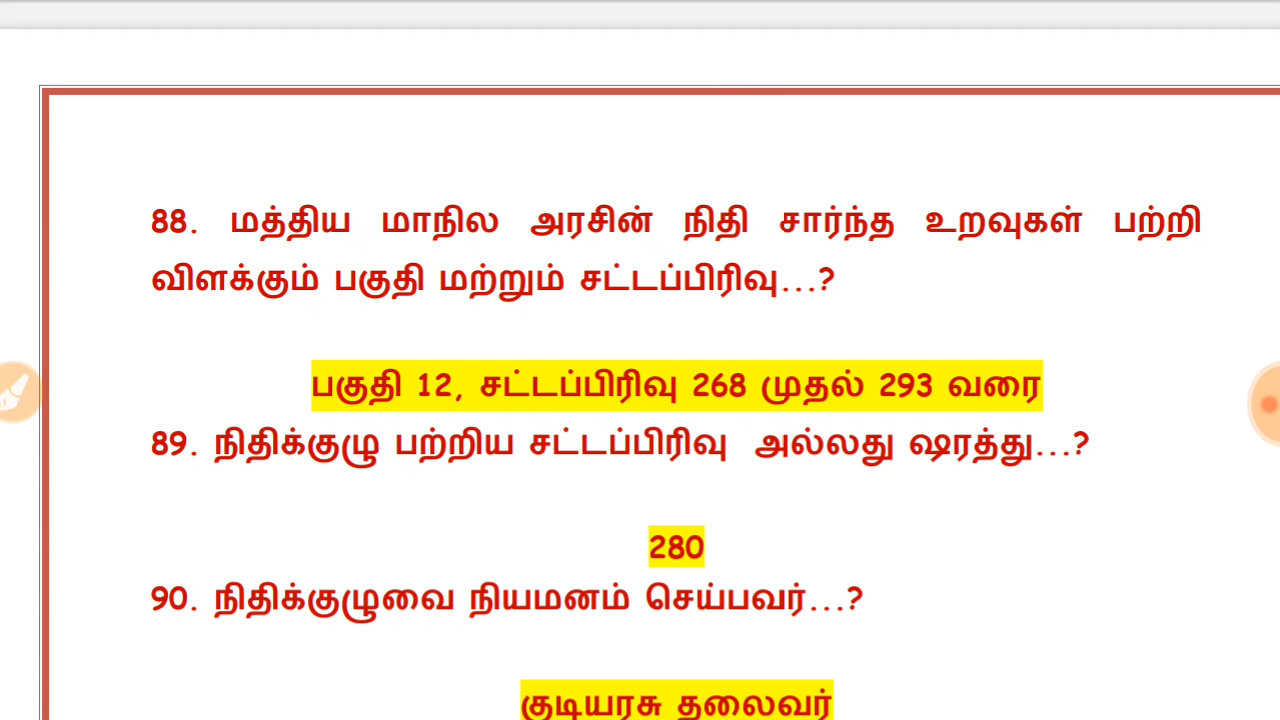 88. மத்திய மாநில அரசின் நிதி சார்ந்த உறவுகள் பற்றி
விளக்கும் பகுதி மற்றும் சட்டப்பிரிவு...?
பகுதி 12, சட்டப்பிரிவு 268 முதல் 293 வரை
89. நிதிக்குழு பற்றிய சட்டப்பிரிவு அல்லது ஷரத்து...?
280
90. நிதிக்குழுவை நியமனம் செய்பவர்...?
குடியரசு தலைவர்